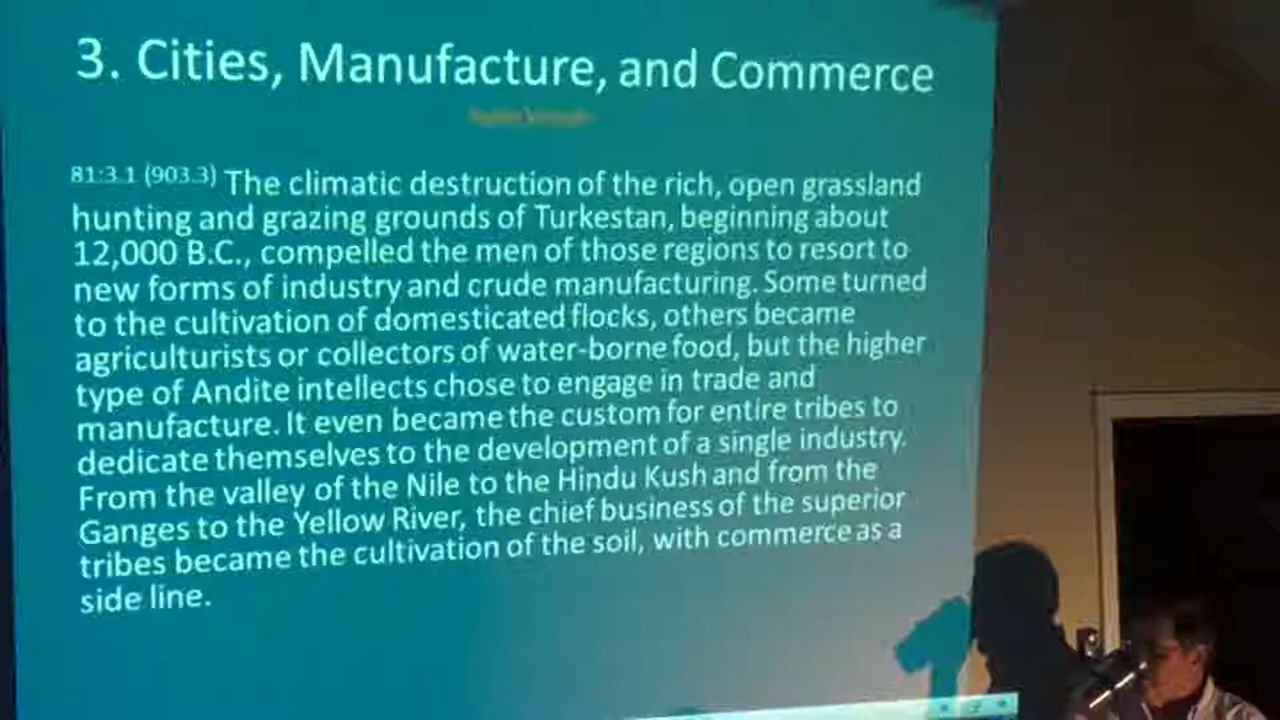 3. Cities, Manufacture, and Commerce
81:3.1 (903.3) The climatic destruction of the rich, open grassland
hunting and grazing grounds of Turkestan, beginning about
12,000 B.C., compelled the men of those regions to resort to
new forms of industry and crude manufacturing. Some turned
to the cultivation of domesticated flocks, others became
agriculturists or collectors of water-borne food, but the higher
type of Andite intellects chose to engage in trade and
manufacture. It even became the custom for entire tribes to
dedicate themselves to the development of a single industry.
From the valley of the Nile to the Hindu Kush and from the
Ganges to the Yellow River, the chief business of the superior
tribes became the cultivation of the soil, with commerce as a
side line.